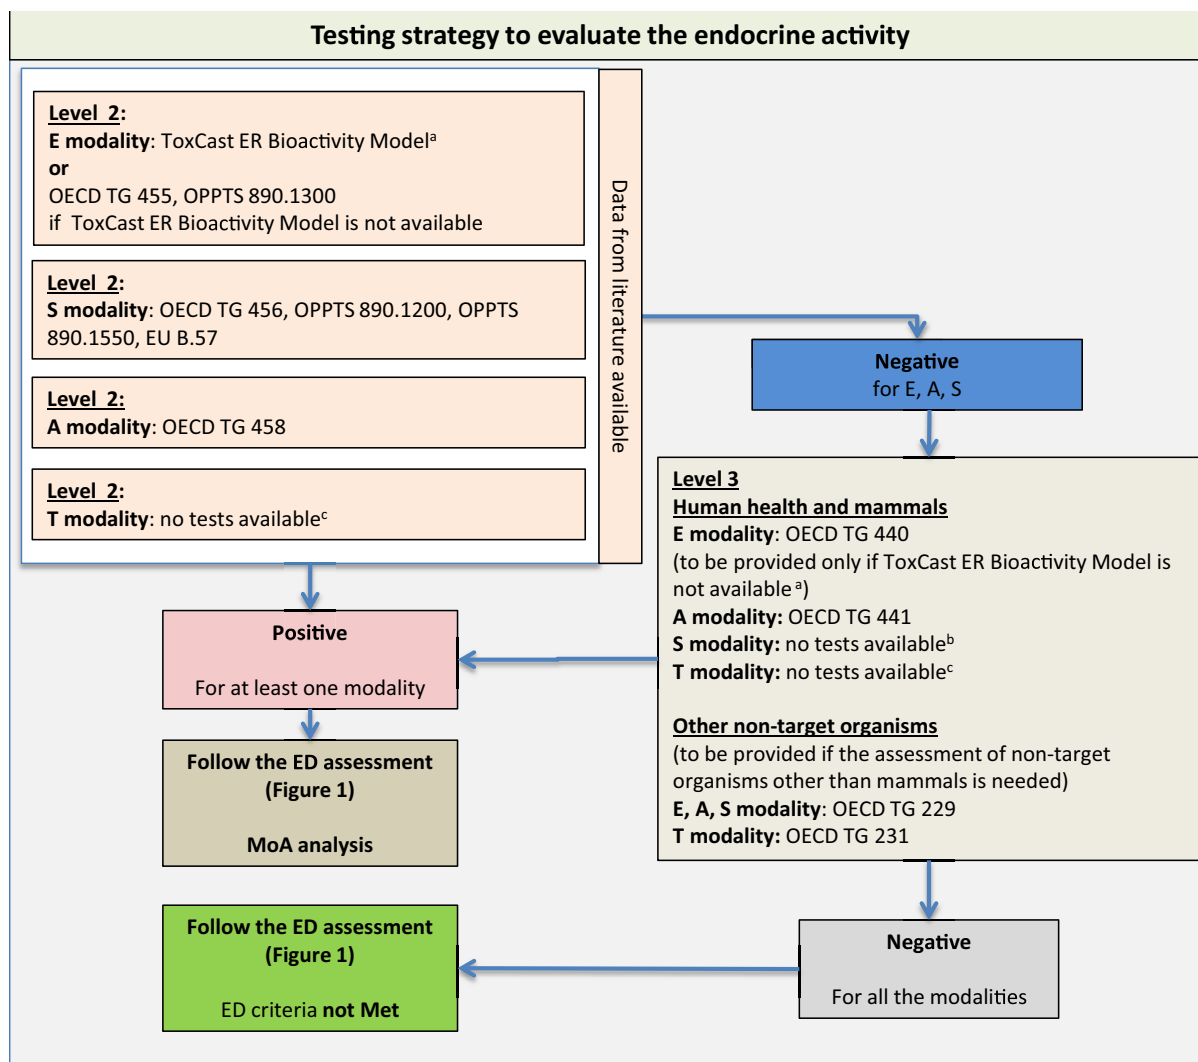 Testing strategy to evaluate the endocrine activity
Level 2:
E modality: ToxCast ER Bioactivity Modelᵃ
or
OECD TG 455, OPPTS 890.1300
if ToxCast ER Bioactivity Model is not available
Level 2:
S modality: OECD TG 456, OPPTS 890.1200, OPPTS
890.1550, EU B.57
Level 2:
A modality: OECD TG 458
Level 2:
T modality: no tests availableᶜ
Data from literature available
Negative
for E, A, S
Level 3
Human health and mammals
E modality: OECD TG 440
(to be provided only if ToxCast ER Bioactivity Model is
not available ᵃ)
A modality: OECD TG 441
S modality: no tests availableᵇ
T modality: no tests availableᶜ
Other non-target organisms
(to be provided if the assessment of non-target
organisms other than mammals is needed)
E, A, S modality: OECD TG 229
T modality: OECD TG 231
Positive
For at least one modality
Follow the ED assessment
(Figure 1)
MoA analysis
Follow the ED assessment
(Figure 1)
ED criteria not Met
Negative
For all the modalities